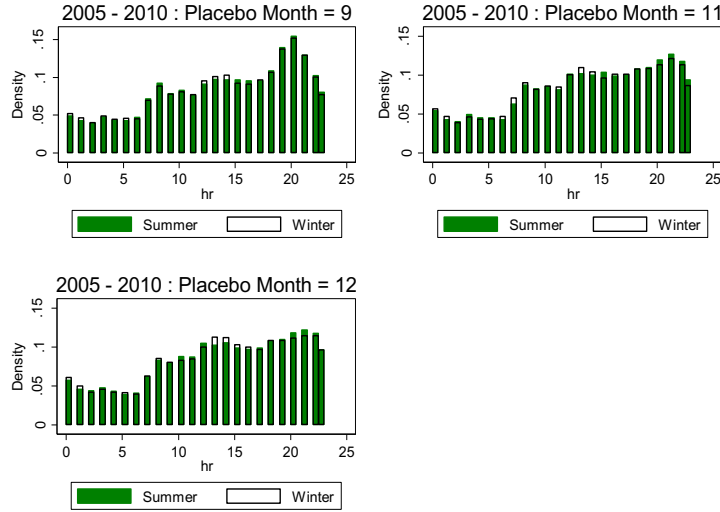 2005 - 2010 : Placebo Month = 9
.15
.1
.05
0
Density
0 5 10 15 20 25
hr
Summer Winter
2005 - 2010 : Placebo Month = 11
.15
.1
.05
0
Density
0 5 10 15 20 25
hr
Summer Winter
2005 - 2010 : Placebo Month = 12
.15
.1
.05
0
Density
0 5 10 15 20 25
hr
Summer Winter